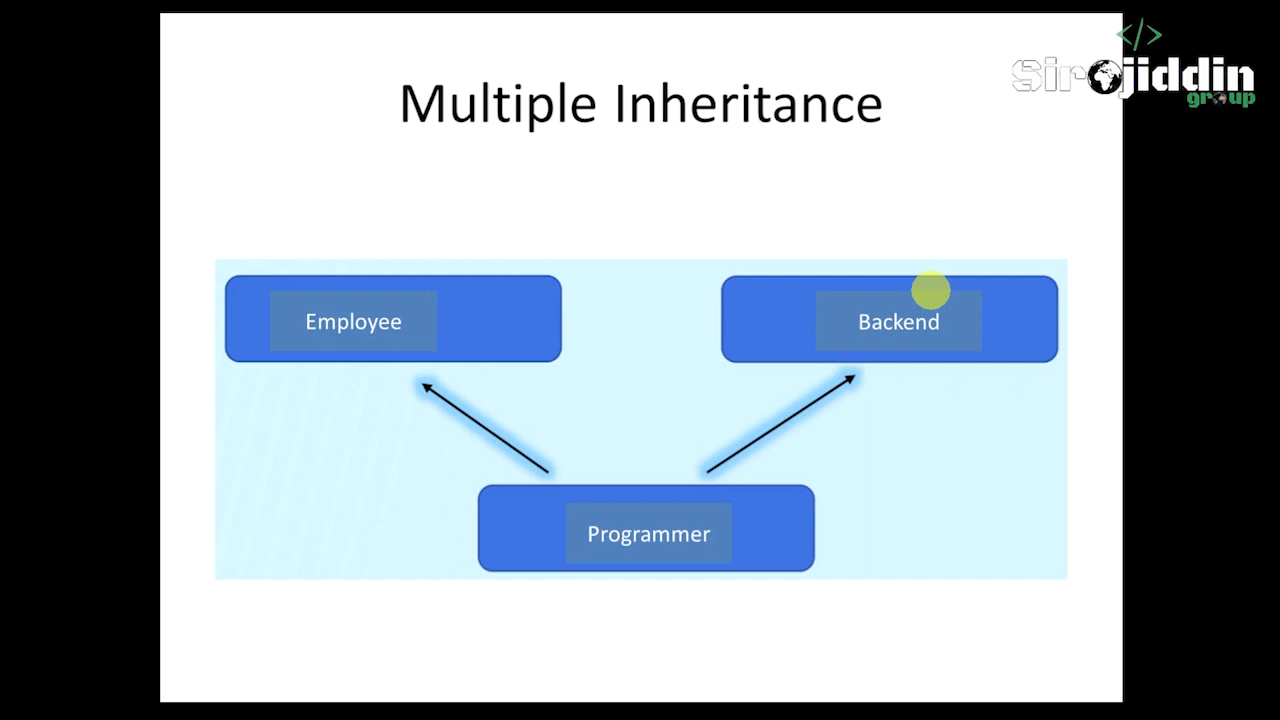 </>
Sirojiddin
group
Multiple Inheritance
Employee
Backend
Programmer